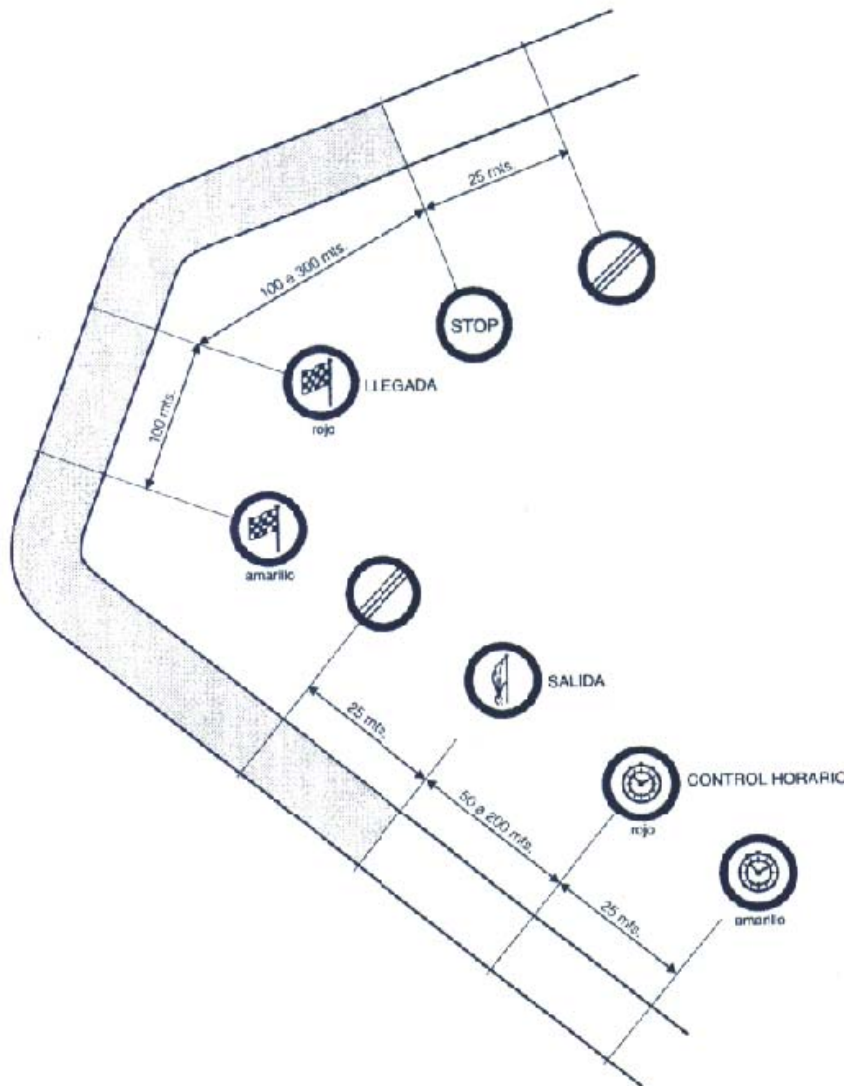 25 mts.
100 a 300 mts.
STOP
LLEGADA
rojo
100 mts.
amarillo
SALIDA
25 mts.
50 a 200 mts.
CONTROL HORARIO
rojo
25 mts.
amarillo